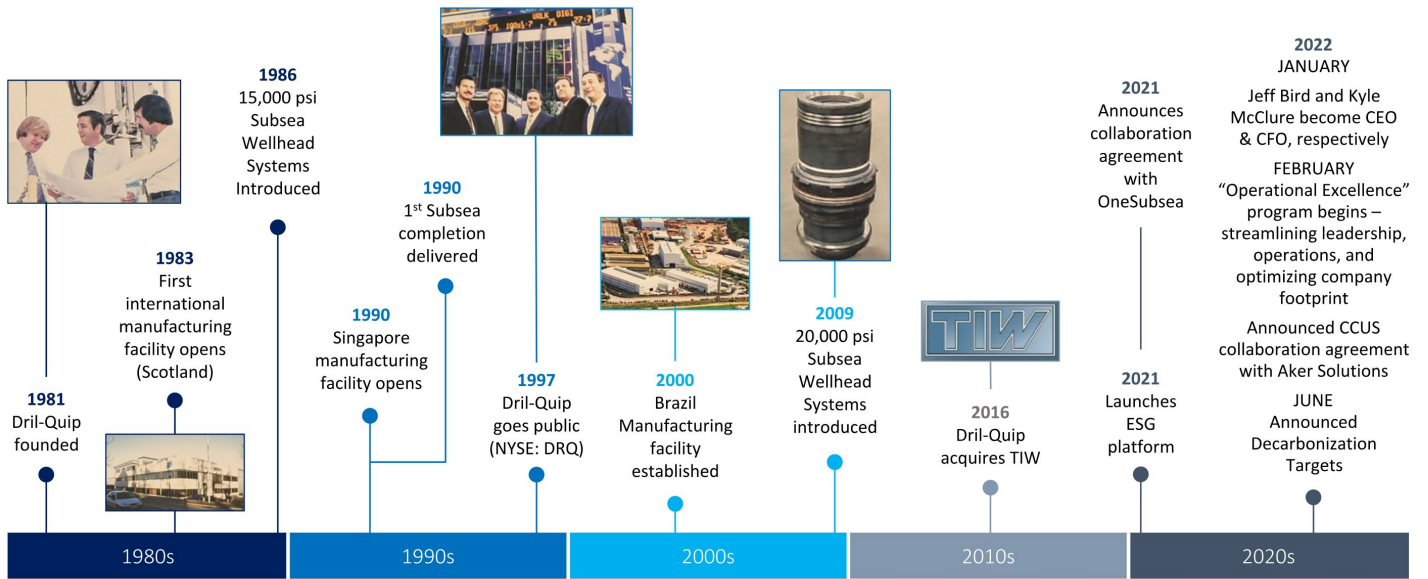 1981
Dril-Quip
founded
1983
First
international
manufacturing
facility opens
(Scotland)
1986
15,000 psi
Subsea
Wellhead
Systems
Introduced
1990
Singapore
manufacturing
facility opens
1990
1st Subsea
completion
delivered
1997
Dril-Quip
goes public
(NYSE: DRQ)
2000
Brazil
Manufacturing
facility
established
2009
20,000 psi
Subsea
Wellhead
Systems
introduced
TIW
2016
Dril-Quip
acquires TIW
2021
Announces
collaboration
agreement
with
OneSubsea
2021
Launches
ESG
platform
2022
JANUARY
Jeff Bird and Kyle
McClure become CEO
& CFO, respectively
FEBRUARY
“Operational Excellence”
program begins –
streamlining leadership,
operations, and
optimizing company
footprint
Announced CCUS
collaboration agreement
with Aker Solutions
JUNE
Announced
Decarbonization
Targets
1980s
1990s
2000s
2010s
2020s